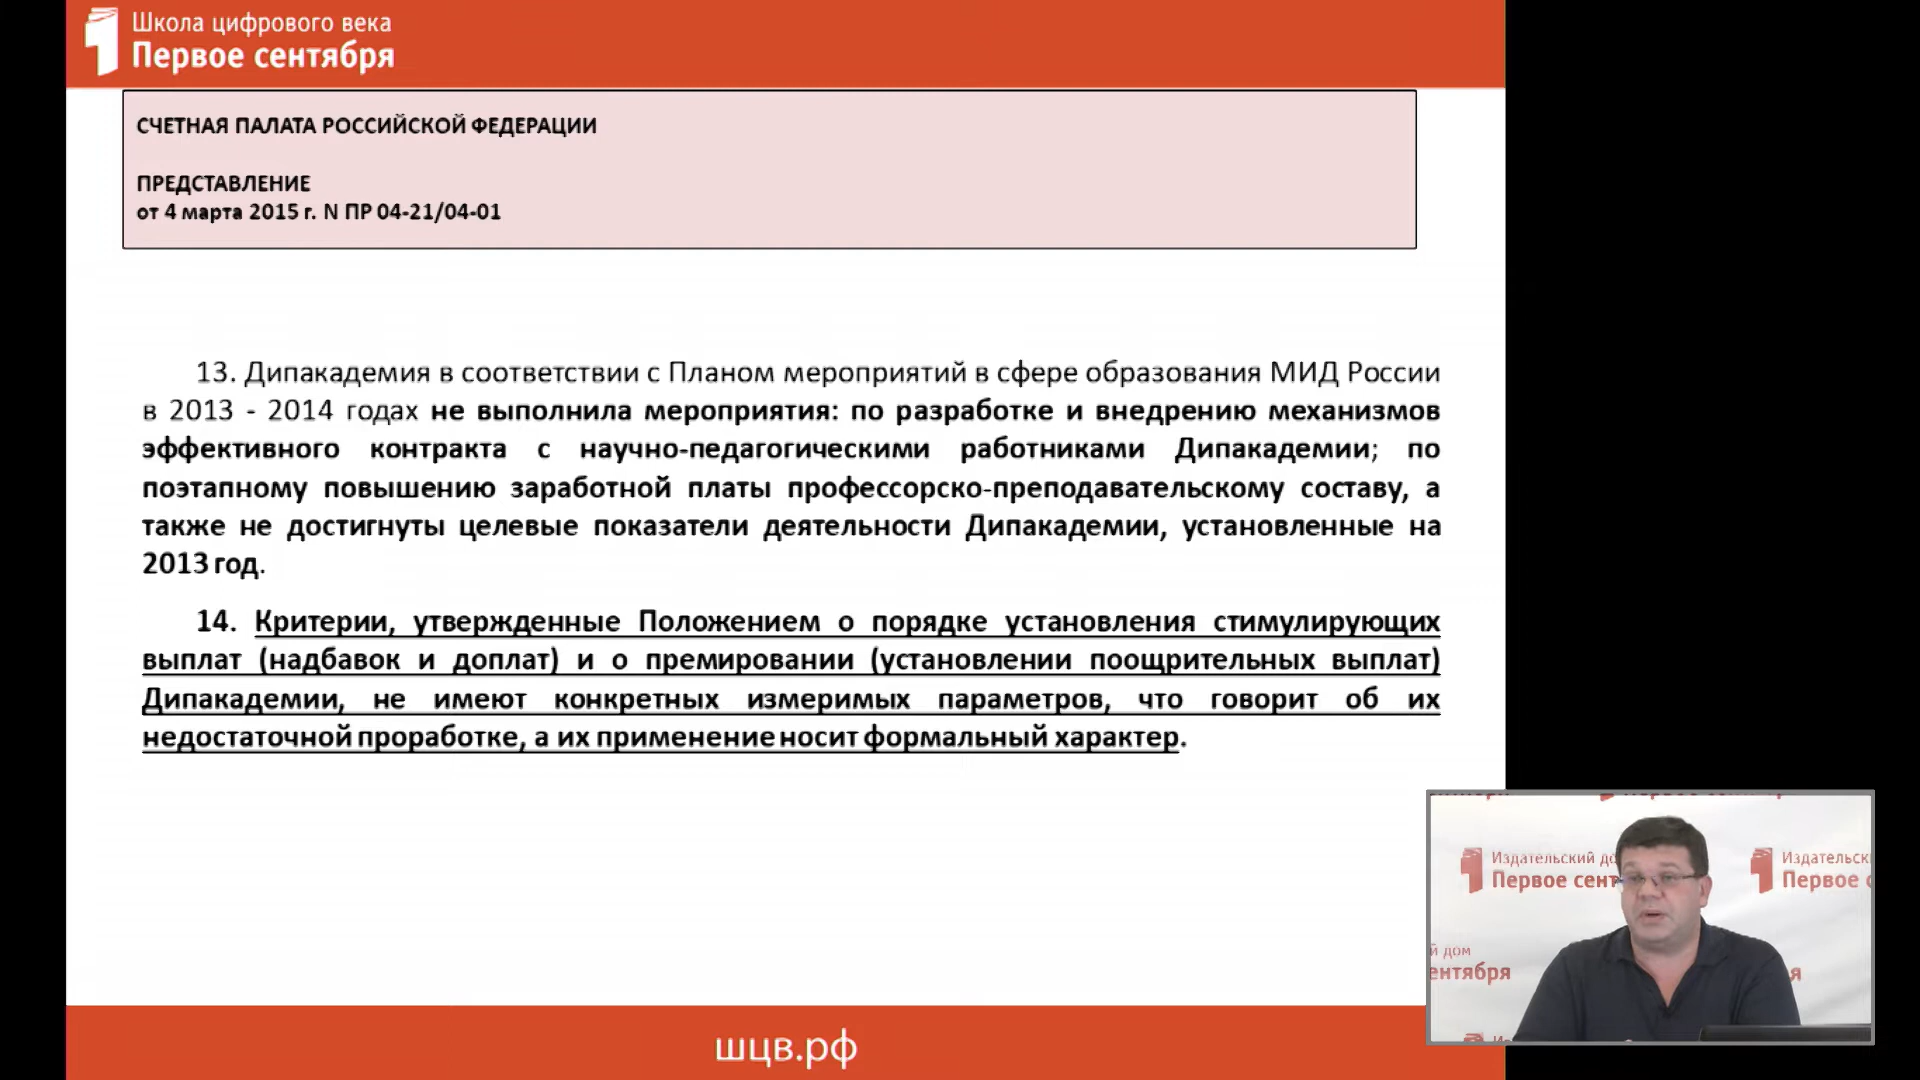 Школа цифрового века
Первое сентября
СЧЕТНАЯ ПАЛАТА РОССИЙСКОЙ ФЕДЕРАЦИИ
ПРЕДСТАВЛЕНИЕ
от 4 марта 2015 г. N ПР 04-21/04-01
13. Дипакадемия в соответствии с Планом мероприятий в сфере образования МИД России
в 2013 - 2014 годах не выполнила мероприятия: по разработке и внедрению механизмов
эффективного контракта с научно-педагогическими работниками Дипакадемии; по
поэтапному повышению заработной платы профессорско-преподавательскому составу, а
также не достигнуты целевые показатели деятельности Дипакадемии, установленные на
2013 год.
14. Критерии, утвержденные Положением о порядке установления стимулирующих
выплат (надбавок и доплат) и о премировании (установлении поощрительных выплат)
Дипакадемии, не имеют конкретных измеримых параметров, что говорит об их
недостаточной проработке, а их применение носит формальный характер.
Издательский до
Первое сент
Издательск
Первое с
й дом
ентября
я
шцв.рф